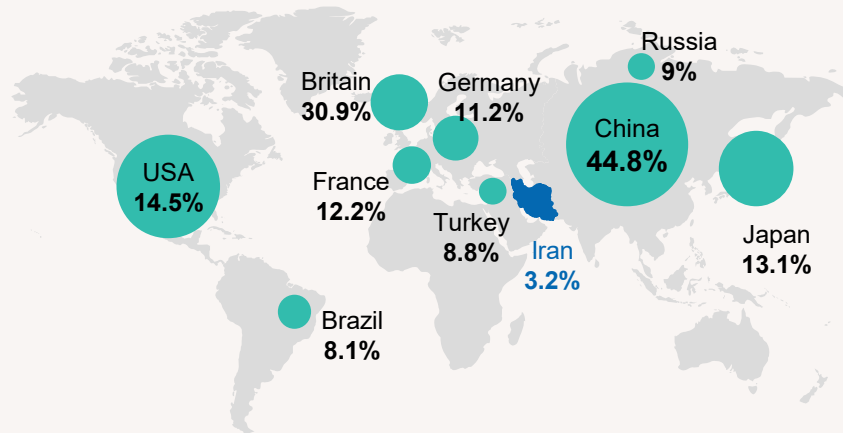 Russia
9%
Britain
30.9%
Germany
11.2%
China
44.8%
USA
14.5%
France
12.2%
Turkey
8.8%
Iran
3.2%
Japan
13.1%
Brazil
8.1%